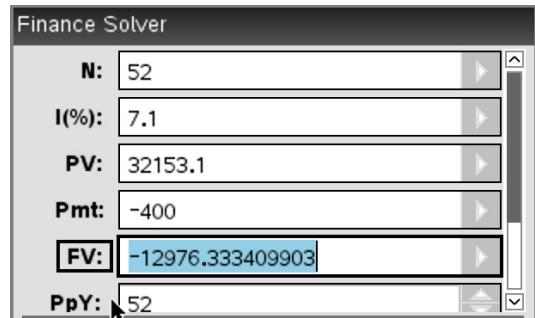 Finance Solver
N: 52
I(%): 7.1
PV: 32153.1
Pmt: -400
FV: -12976.333409903
PpY: 52